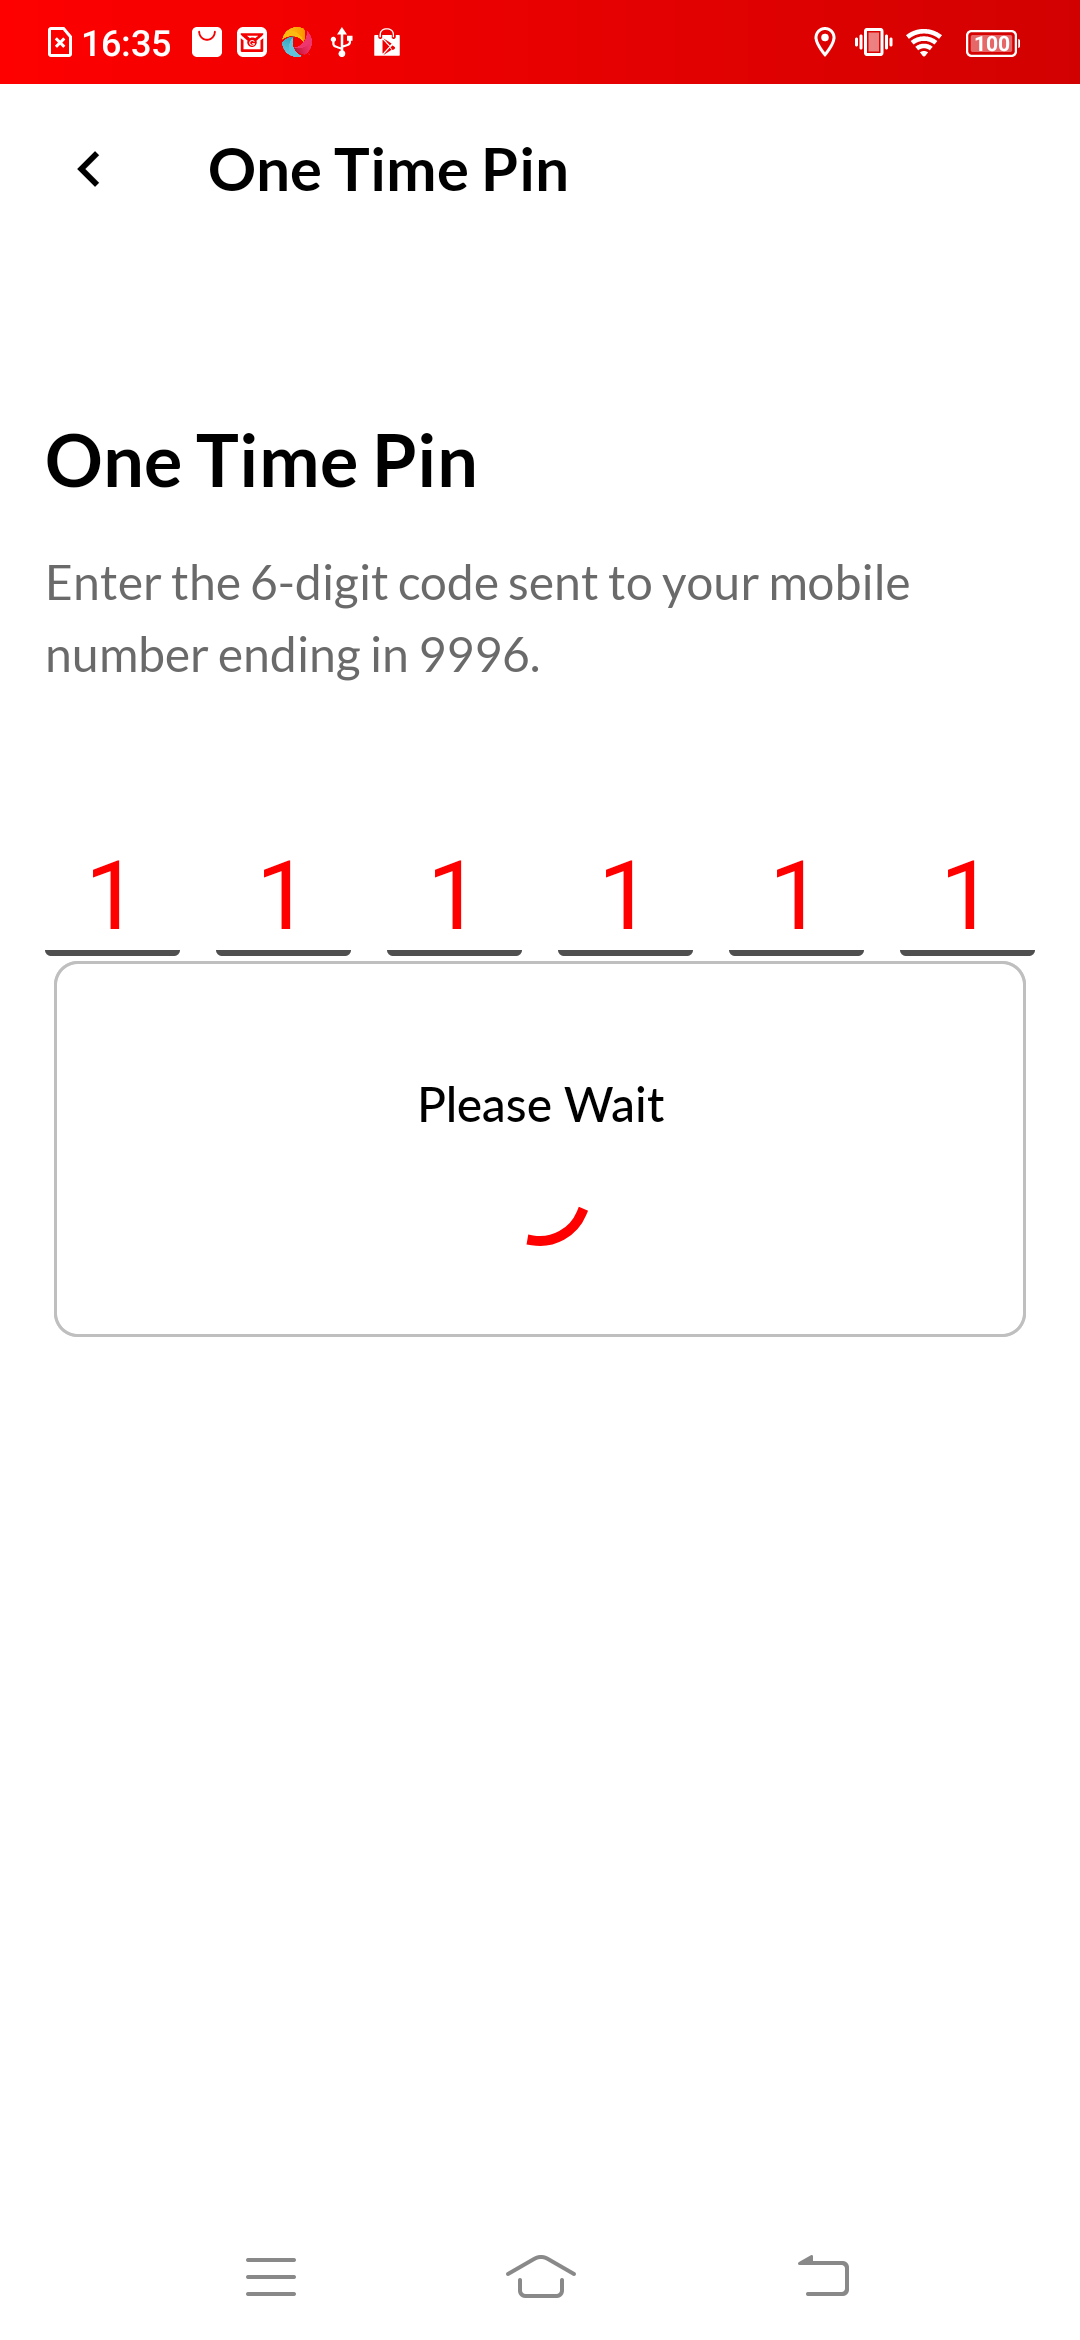 16:35
100
One Time Pin
One Time Pin
Enter the 6-digit code sent to your mobile
number ending in 9996.
1 1 1 1 1 1
Please Wait